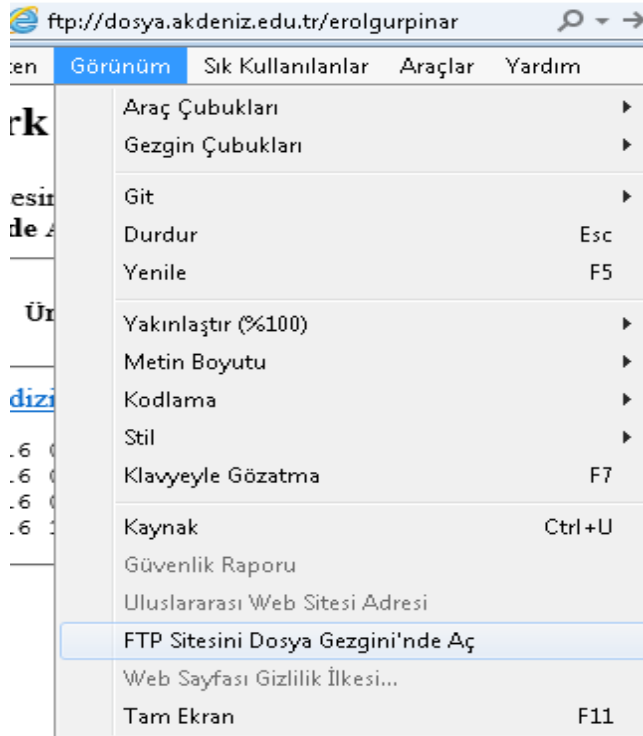 ftp://dosya.akdeniz.edu.tr/erolgurpinar
Görünüm Sık Kullanılanlar Araçlar Yardım
Araç Çubukları
Gezgin Çubukları
Git
Durdur Esc
Yenile F5
Yakınlaştır (%100)
Metin Boyutu
Kodlama
Stil
Klavyeyle Gözatma F7
Kaynak Ctrl+U
Güvenlik Raporu
Uluslararası Web Sitesi Adresi
FTP Sitesini Dosya Gezgini'nde Aç
Web Sayfası Gizlilik İlkesi...
Tam Ekran F11